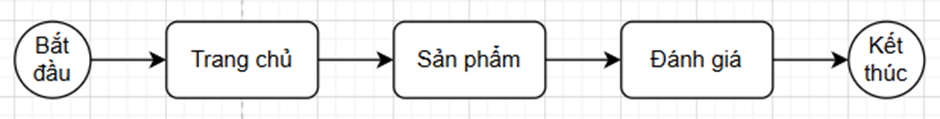 Bắt
đầu
Trang chủ
Sản phẩm
Đánh giá
Kết
thúc